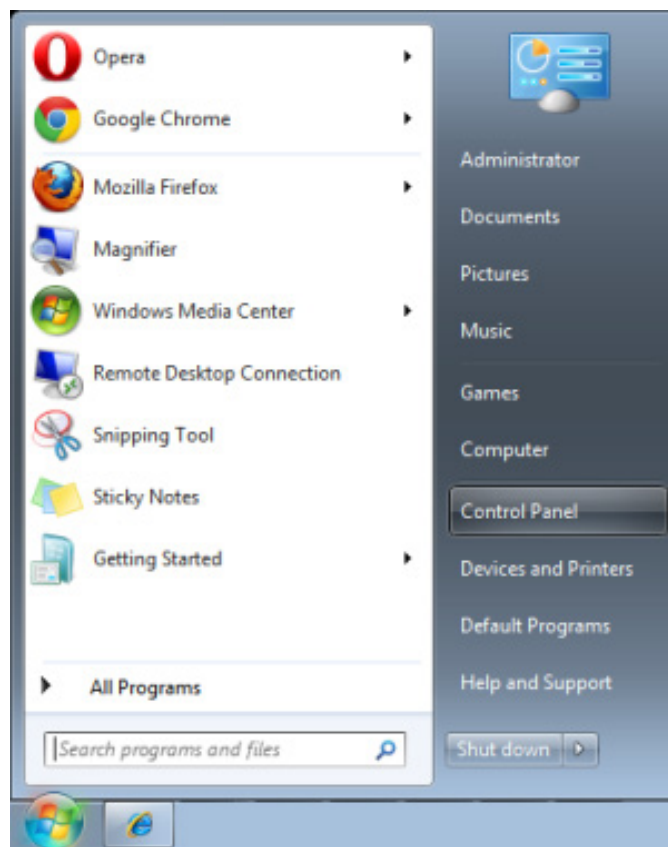 Opera
Google Chrome
Mozilla Firefox
Magnifier
Windows Media Center
Remote Desktop Connection
Snipping Tool
Sticky Notes
Getting Started
All Programs
Search programs and files
Administrator
Documents
Pictures
Music
Games
Computer
Control Panel
Devices and Printers
Default Programs
Help and Support
Shut down